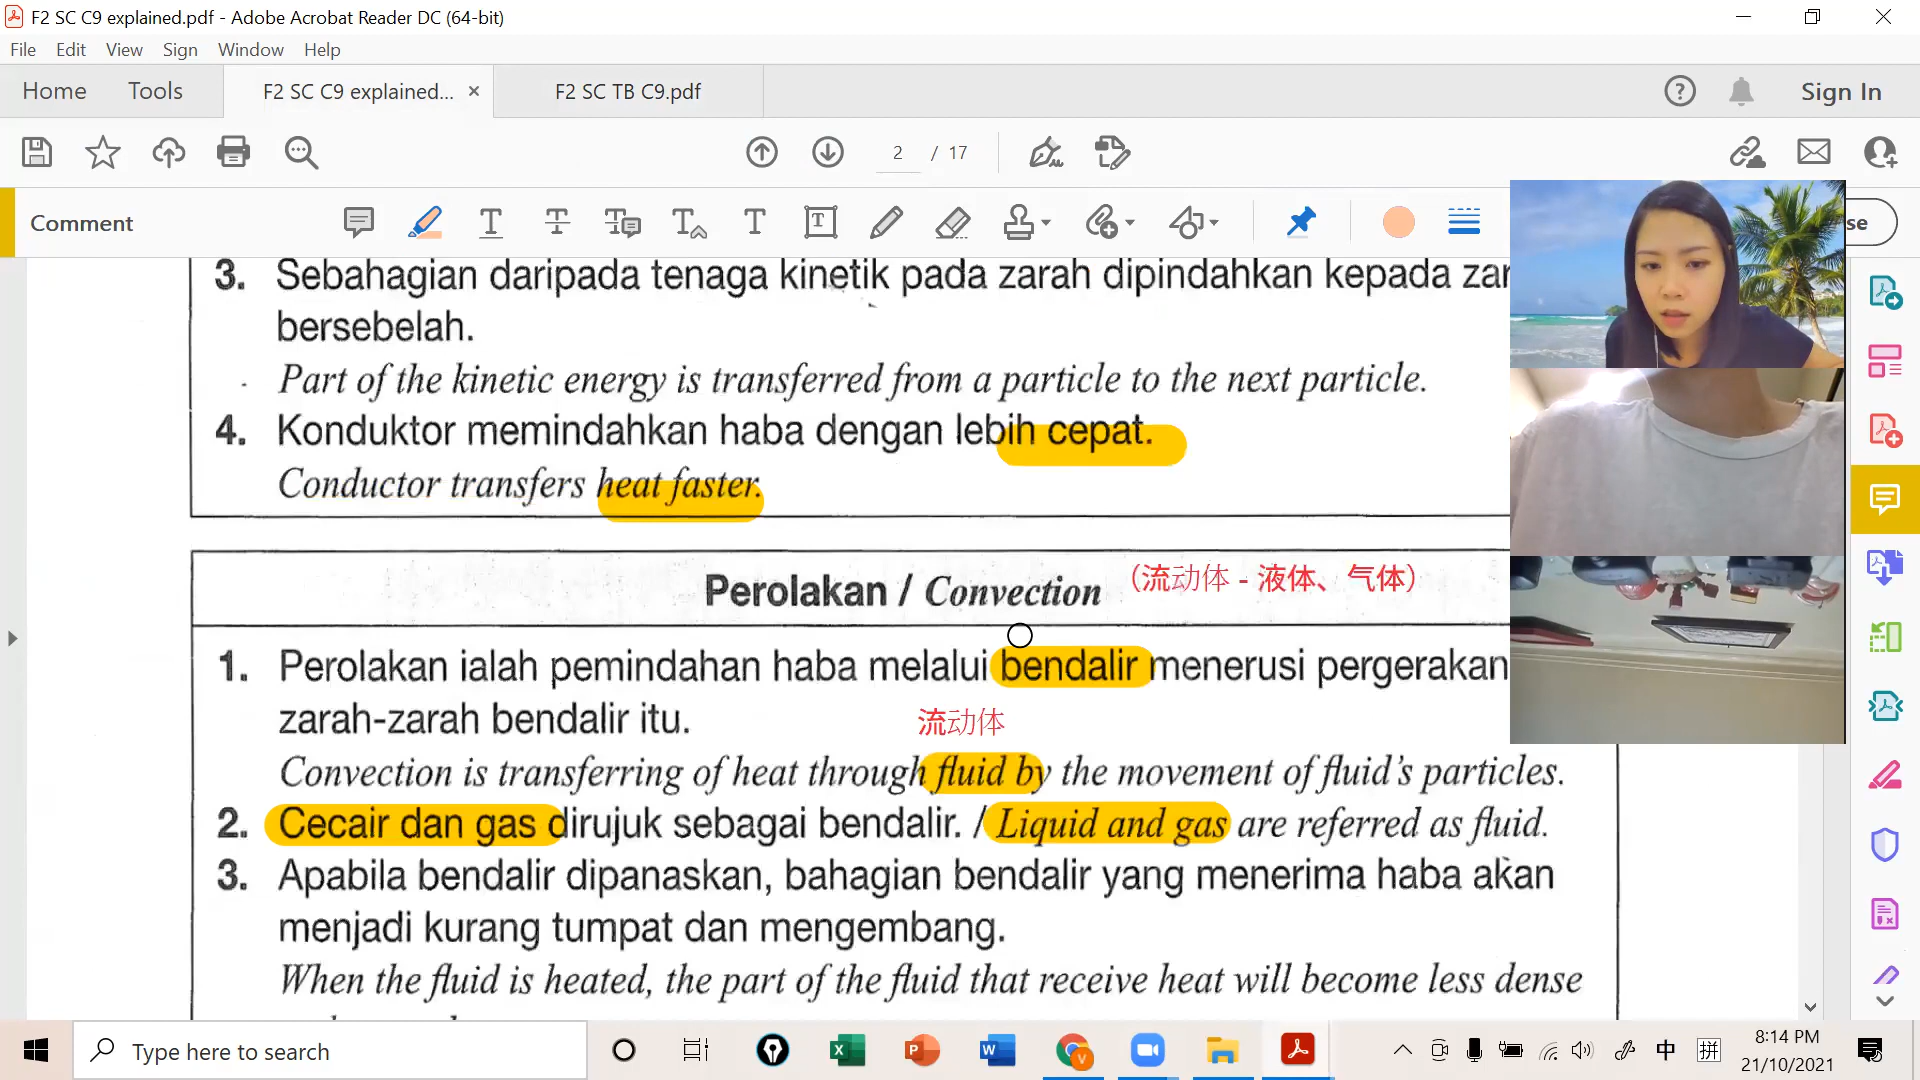 F2 SC C9 explained.pdf - Adobe Acrobat Reader DC (64-bit)
File Edit View Sign Window Help
Home Tools F2 SC C9 explained... × F2 SC TB C9.pdf Sign In
2 / 17
Comment
se
3. Sebahagian daripada tenaga kinetik pada zarah dipindahkan kepada zar
bersebelah.
Part of the kinetic energy is transferred from a particle to the next particle.
4. Konduktor memindahkan haba dengan lebih cepat.
Conductor transfers heat faster.
Perolakan / Convection (流动体 - 液体、气体)
1. Perolakan ialah pemindahan haba melalui bendalir menerusi pergerakan
zarah-zarah bendalir itu.
流动体
Convection is transferring of heat through fluid by the movement of fluid's particles.
2. Cecair dan gas dirujuk sebagai bendalir. / Liquid and gas are referred as fluid.
3. Apabila bendalir dipanaskan, bahagian bendalir yang menerima haba akan
menjadi kurang tumpat dan mengembang.
When the fluid is heated, the part of the fluid that receive heat will become less dense
Type here to search
中 拼
8:14 PM
21/10/2021